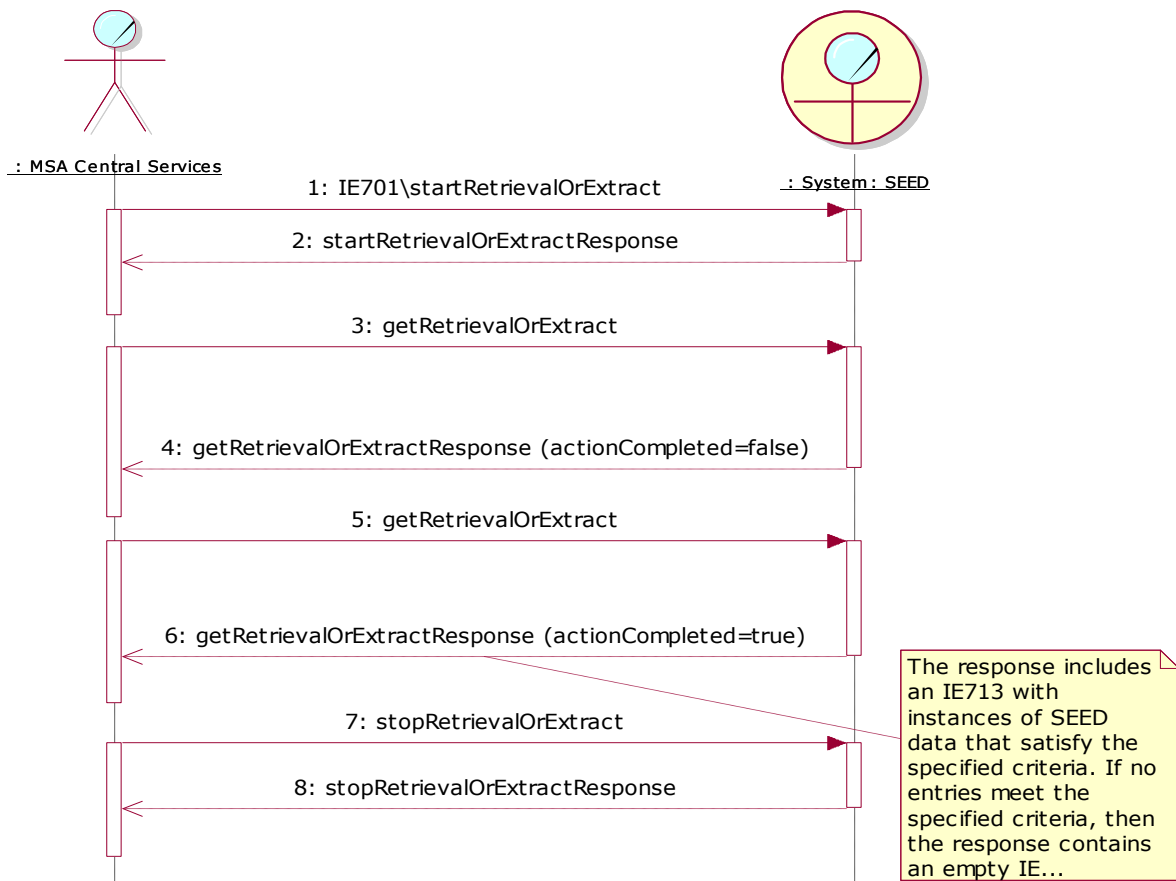 : MSA Central Services
: System : SEED
1: IE701\startRetrievalOrExtract
2: startRetrievalOrExtractResponse
3: getRetrievalOrExtract
4: getRetrievalOrExtractResponse (actionCompleted=false)
5: getRetrievalOrExtract
6: getRetrievalOrExtractResponse (actionCompleted=true)
The response includes
an IE713 with
instances of SEED
data that satisfy the
specified criteria. If no
entries meet the
specified criteria, then
the response contains
an empty IE...
7: stopRetrievalOrExtract
8: stopRetrievalOrExtractResponse